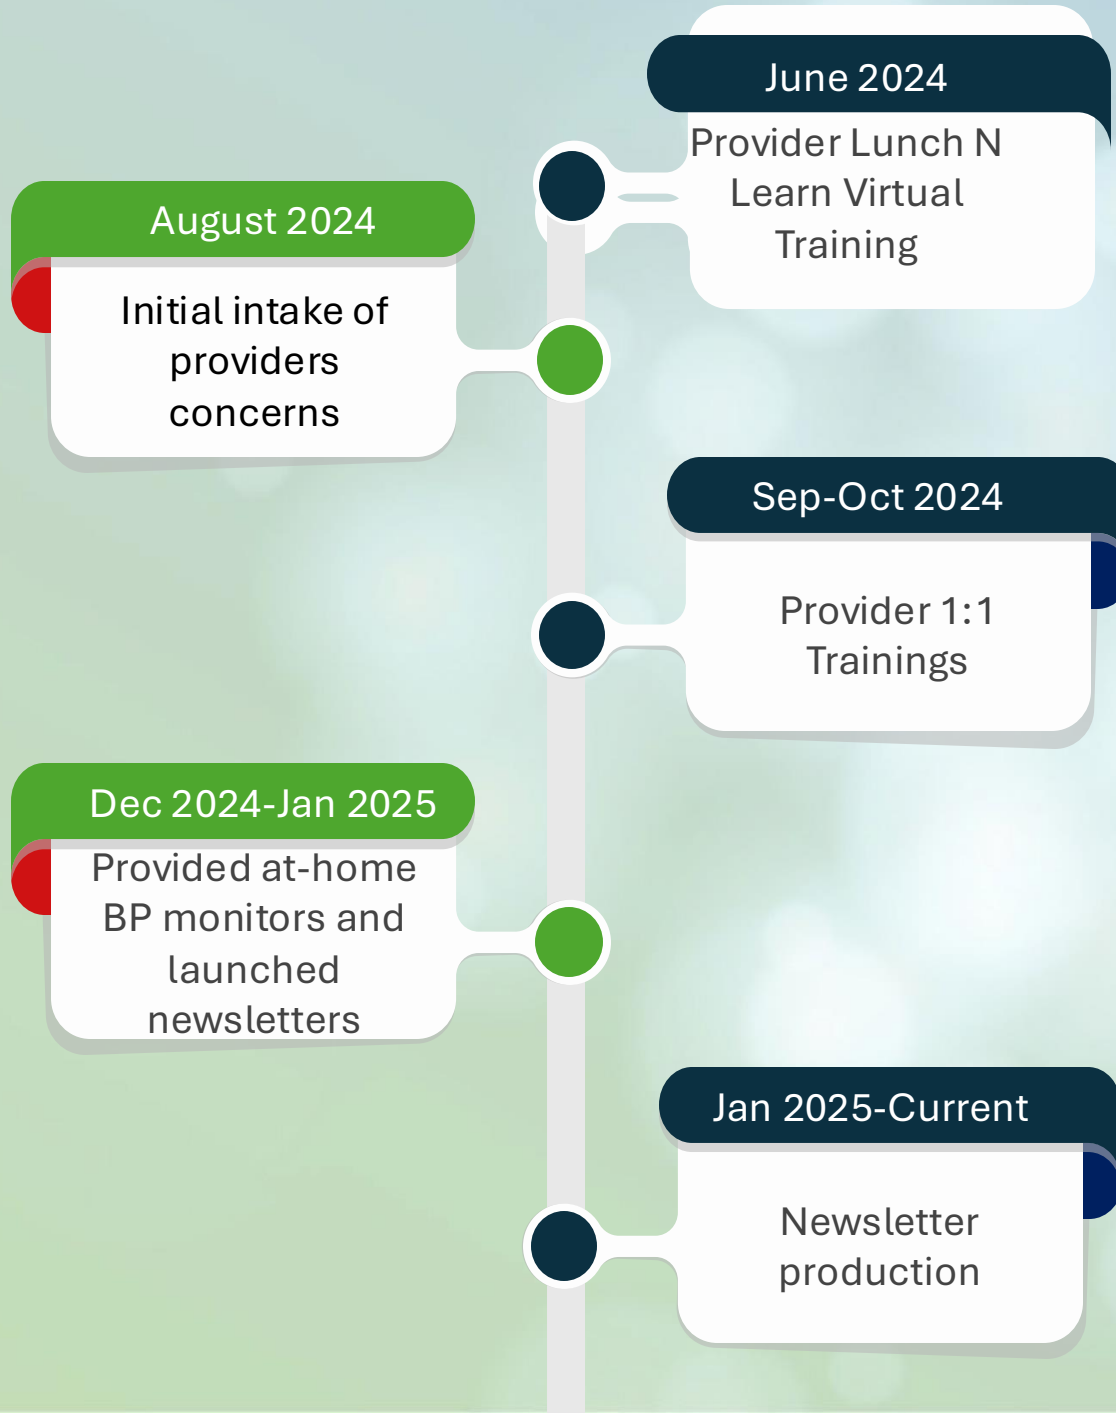 June 2024
Provider Lunch N
Learn Virtual
Training
August 2024
Initial intake of
providers
concerns
Sep-Oct 2024
Provider 1:1
Trainings
Dec 2024-Jan 2025
Provided at-home
BP monitors and
launched
newsletters
Jan 2025-Current
Newsletter
production